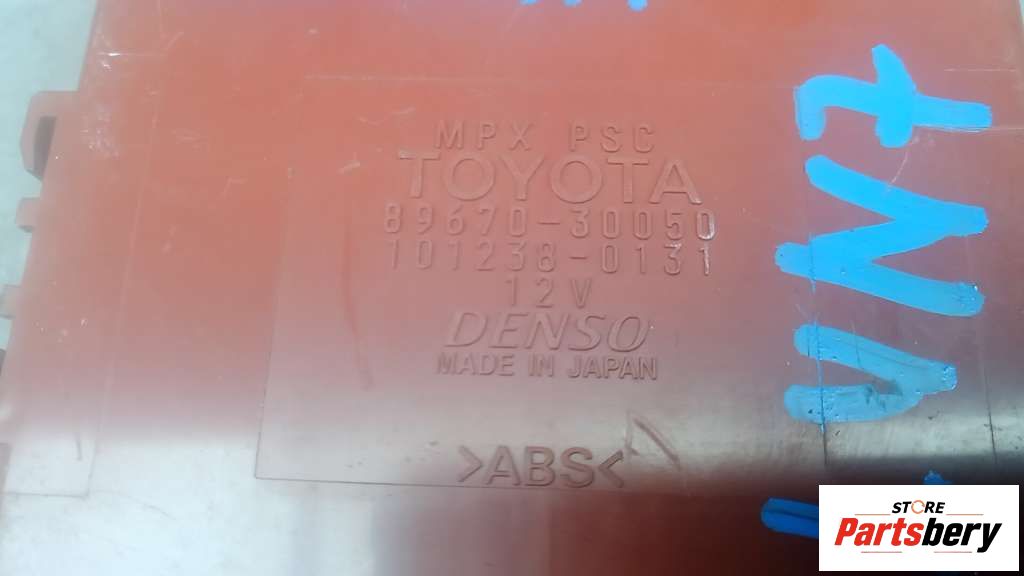 MPX PSC
TOYOTA
89670-30050
101238-0131
12V
DENSO
MADE IN JAPAN
>ABS<
STORE
Partsbery